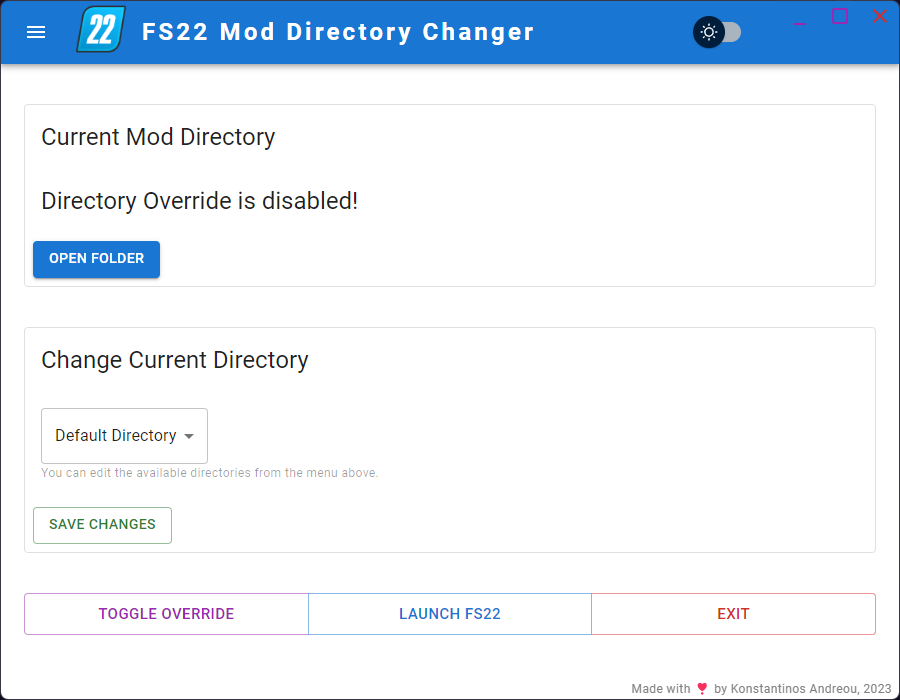 22 FS22 Mod Directory Changer
Current Mod Directory
Directory Override is disabled!
OPEN FOLDER
Change Current Directory
Default Directory
You can edit the available directories from the menu above.
SAVE CHANGES
TOGGLE OVERRIDE LAUNCH FS22 EXIT
Made with ❤ by Konstantinos Andreou, 2023